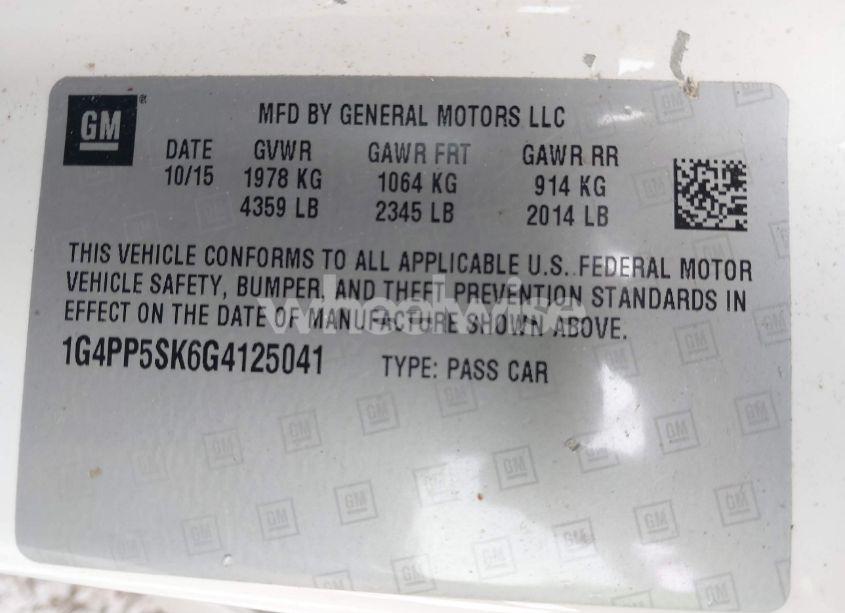 GM
MFD BY GENERAL MOTORS LLC
DATE GVWR GAWR FRT GAWR RR
10/15 1978 KG 1064 KG 914 KG
4359 LB 2345 LB 2014 LB
THIS VEHICLE CONFORMS TO ALL APPLICABLE U.S. FEDERAL MOTOR
VEHICLE SAFETY, BUMPER, AND THEFT PREVENTION STANDARDS IN
EFFECT ON THE DATE OF MANUFACTURE SHOWN ABOVE.
1G4PP5SK6G4125041 TYPE: PASS CAR
wheelwise